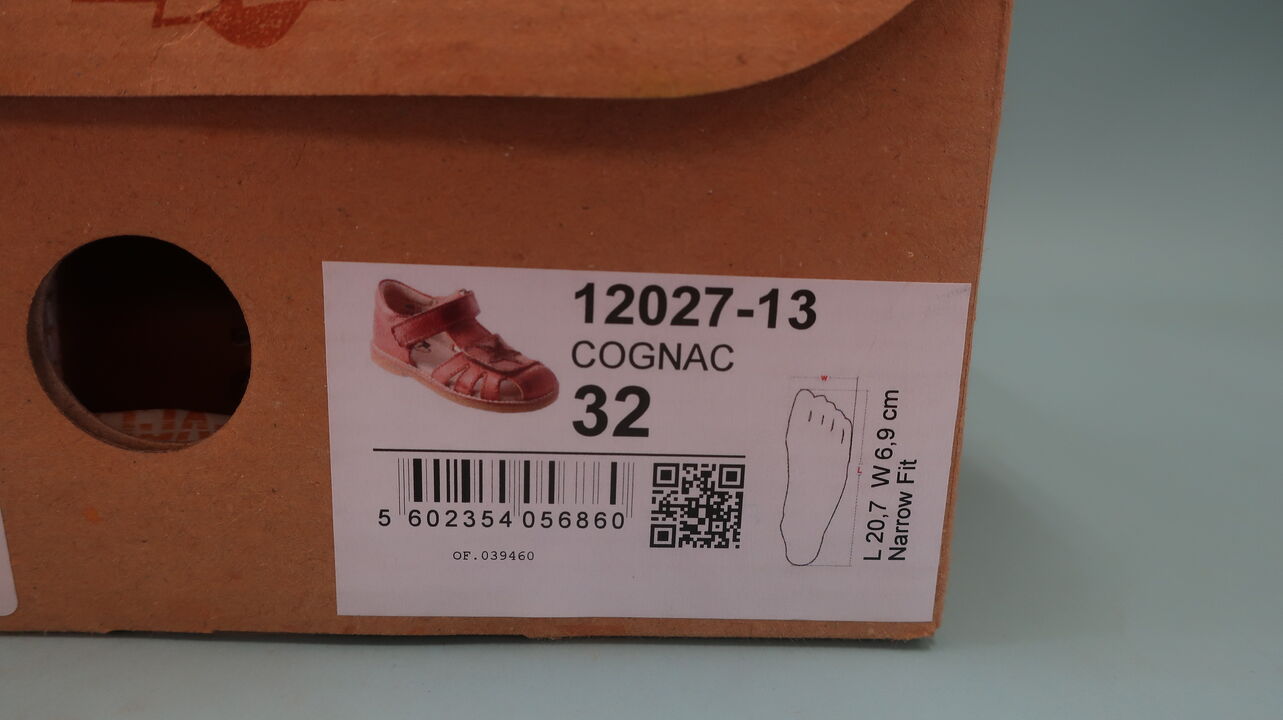 12027-13
COGNAC
32
W
L
L 20,7 W 6,9 cm
Narrow Fit
5 602354 056860
OF.039460